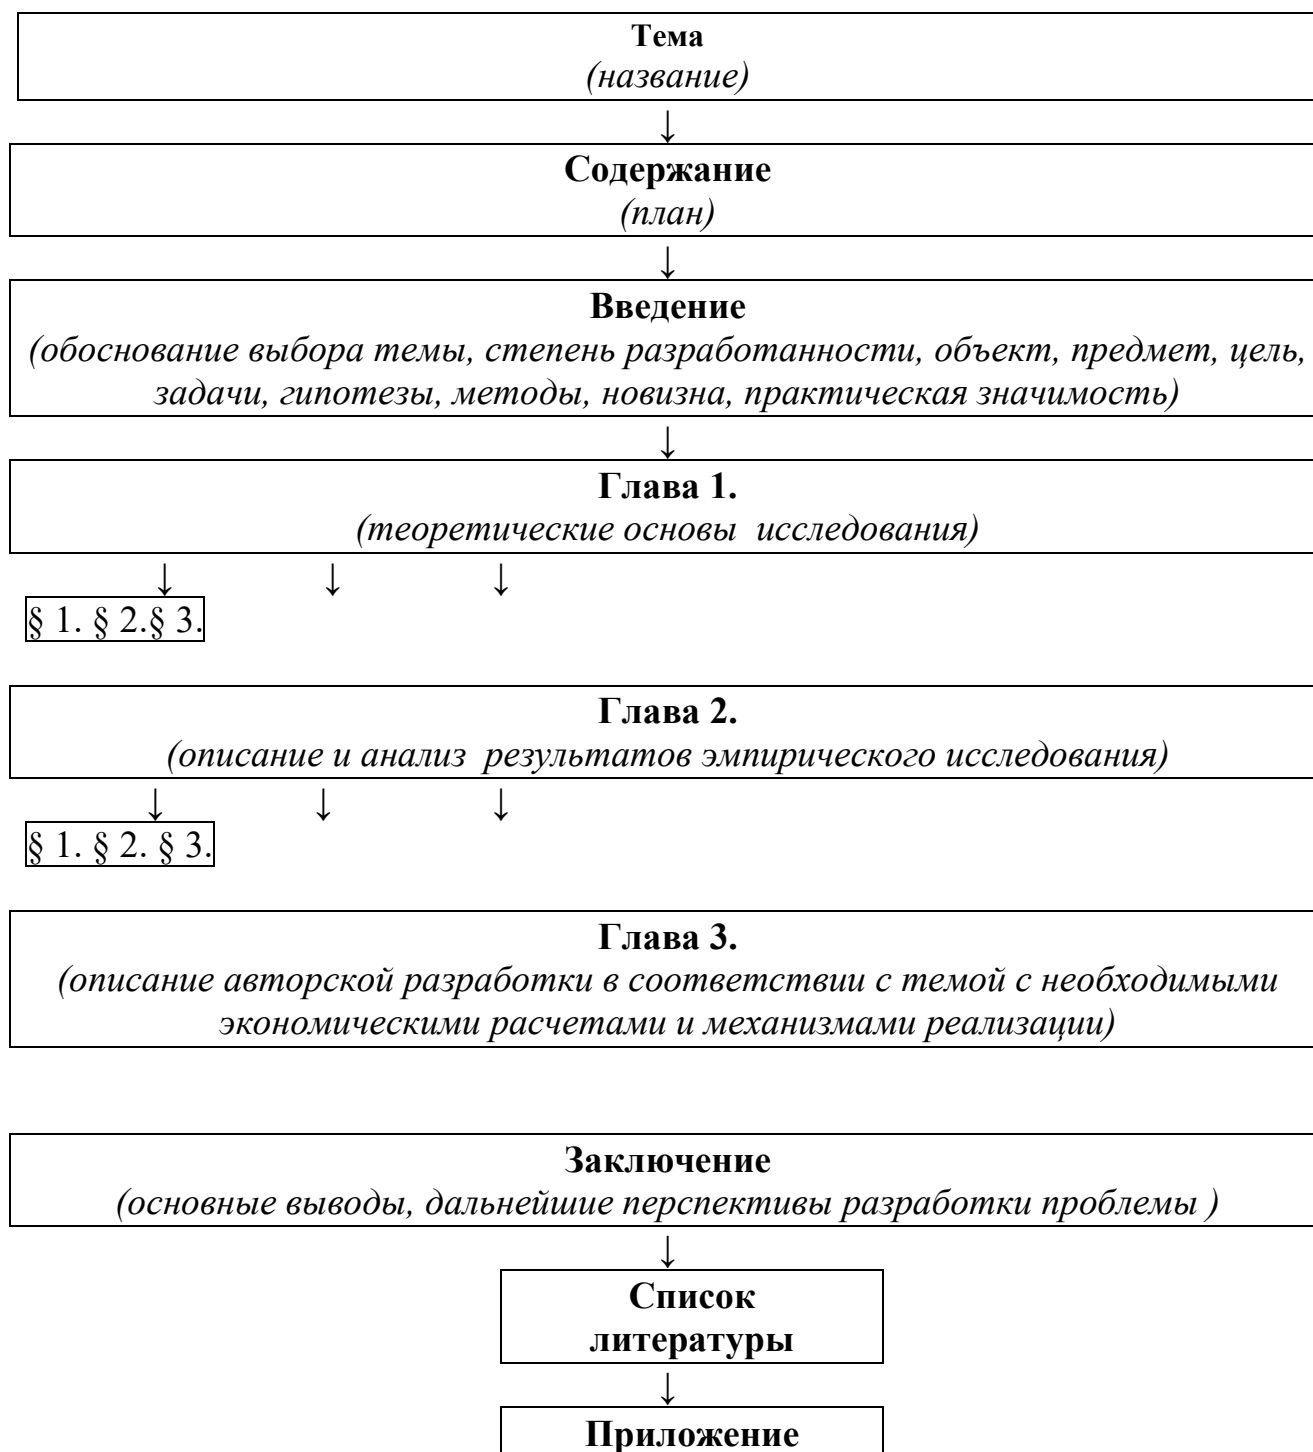 Тема
(название)
↓
Содержание
(план)
↓
Введение
(обоснование выбора темы, степень разработанности, объект, предмет, цель,
задачи, гипотезы, методы, новизна, практическая значимость)
↓
Глава 1.
(теоретические основы исследования)
↓ ↓ ↓
§ 1. § 2.§ 3.
Глава 2.
(описание и анализ результатов эмпирического исследования)
↓ ↓ ↓
§ 1. § 2. § 3.
Глава 3.
(описание авторской разработки в соответствии с темой с необходимыми
экономическими расчетами и механизмами реализации)
Заключение
(основные выводы, дальнейшие перспективы разработки проблемы )
↓
Список
литературы
↓
Приложение